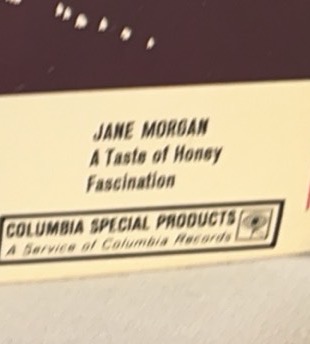 JANE MORGAN
A Taste of Honey
Fascination
COLUMBIA SPECIAL PRODUCTS
A Service of Columbia Records